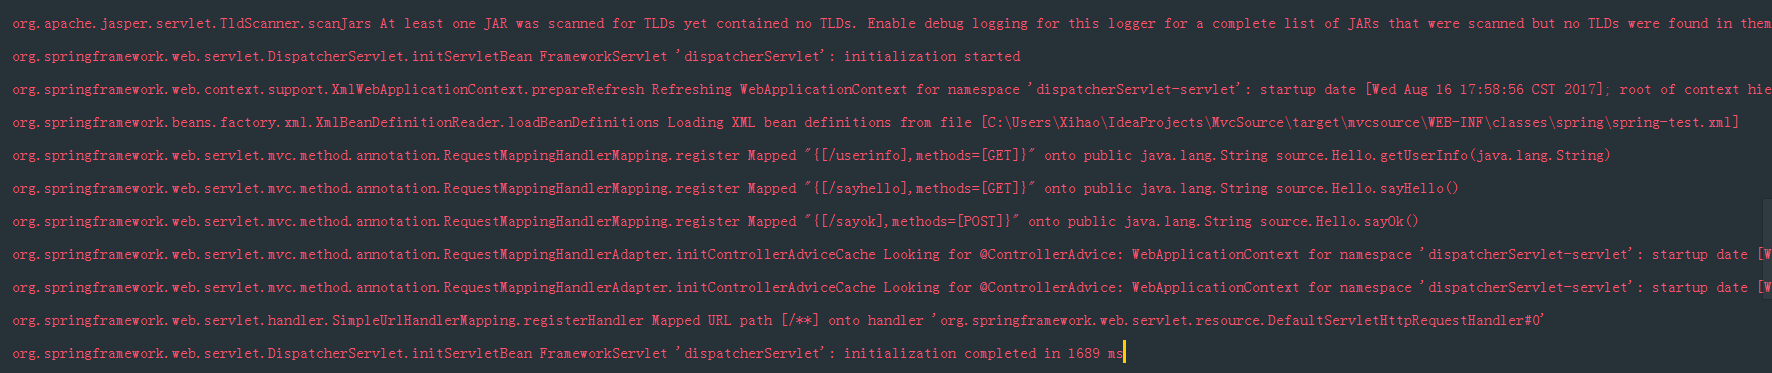 org.apache.jasper.servlet.TldScanner.scanJars At least one JAR was scanned for TLDs yet contained no TLDs. Enable debug logging for this logger for a complete list of JARs that were scanned but no TLDs were found in them
org.springframework.web.servlet.DispatcherServlet.initServletBean FrameworkServlet 'dispatcherServlet': initialization started
org.springframework.web.context.support.XmlWebApplicationContext.prepareRefresh Refreshing WebApplicationContext for namespace 'dispatcherServlet-servlet': startup date [Wed Aug 16 17:58:56 CST 2017]; root of context hie
org.springframework.beans.factory.xml.XmlBeanDefinitionReader.loadBeanDefinitions Loading XML bean definitions from file [C:\Users\Xihao\IdeaProjects\MvcSource\target\mvcsource\WEB-INF\classes\spring\spring-test.xml]
org.springframework.web.servlet.mvc.method.annotation.RequestMappingHandlerMapping.register Mapped "{[/userinfo],methods=[GET]}" onto public java.lang.String source.Hello.getUserInfo(java.lang.String)
org.springframework.web.servlet.mvc.method.annotation.RequestMappingHandlerMapping.register Mapped "{[/sayhello],methods=[GET]}" onto public java.lang.String source.Hello.sayHello()
org.springframework.web.servlet.mvc.method.annotation.RequestMappingHandlerMapping.register Mapped "{[/sayok],methods=[POST]}" onto public java.lang.String source.Hello.sayOk()
org.springframework.web.servlet.mvc.method.annotation.RequestMappingHandlerAdapter.initControllerAdviceCache Looking for @ControllerAdvice: WebApplicationContext for namespace 'dispatcherServlet-servlet': startup date [W
org.springframework.web.servlet.mvc.method.annotation.RequestMappingHandlerAdapter.initControllerAdviceCache Looking for @ControllerAdvice: WebApplicationContext for namespace 'dispatcherServlet-servlet': startup date [W
org.springframework.web.servlet.handler.SimpleUrlHandlerMapping.registerHandler Mapped URL path [/**] onto handler 'org.springframework.web.servlet.resource.DefaultServletHttpRequestHandler#0'
org.springframework.web.servlet.DispatcherServlet.initServletBean FrameworkServlet 'dispatcherServlet': initialization completed in 1689 ms